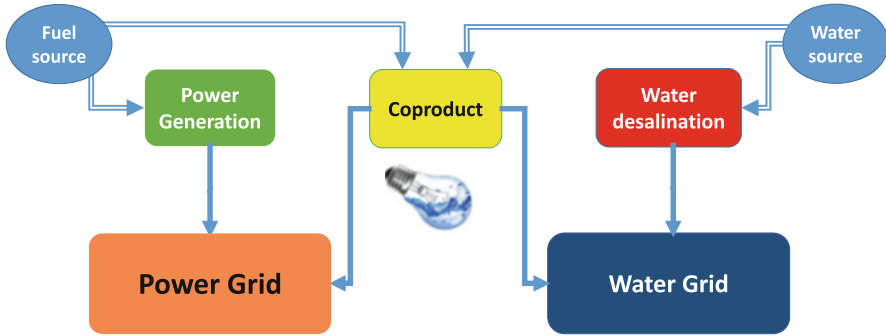 Fuel
source
Water
source
Power
Generation
Coproduct
Water
desalination
Power Grid
Water Grid